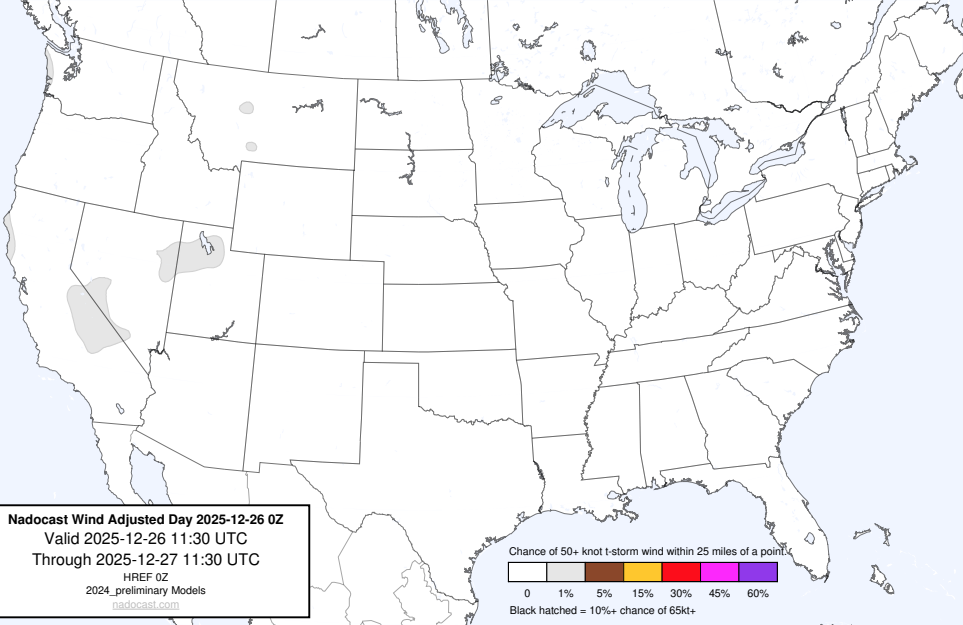 Nadocast Wind Adjusted Day 2025-12-26 0Z
Valid 2025-12-26 11:30 UTC
Through 2025-12-27 11:30 UTC
HREF 0Z
2024_preliminary Models
nadocast.com
Chance of 50+ knot t-storm wind within 25 miles of a point.
0 1% 5% 15% 30% 45% 60%
Black hatched = 10%+ chance of 65kt+